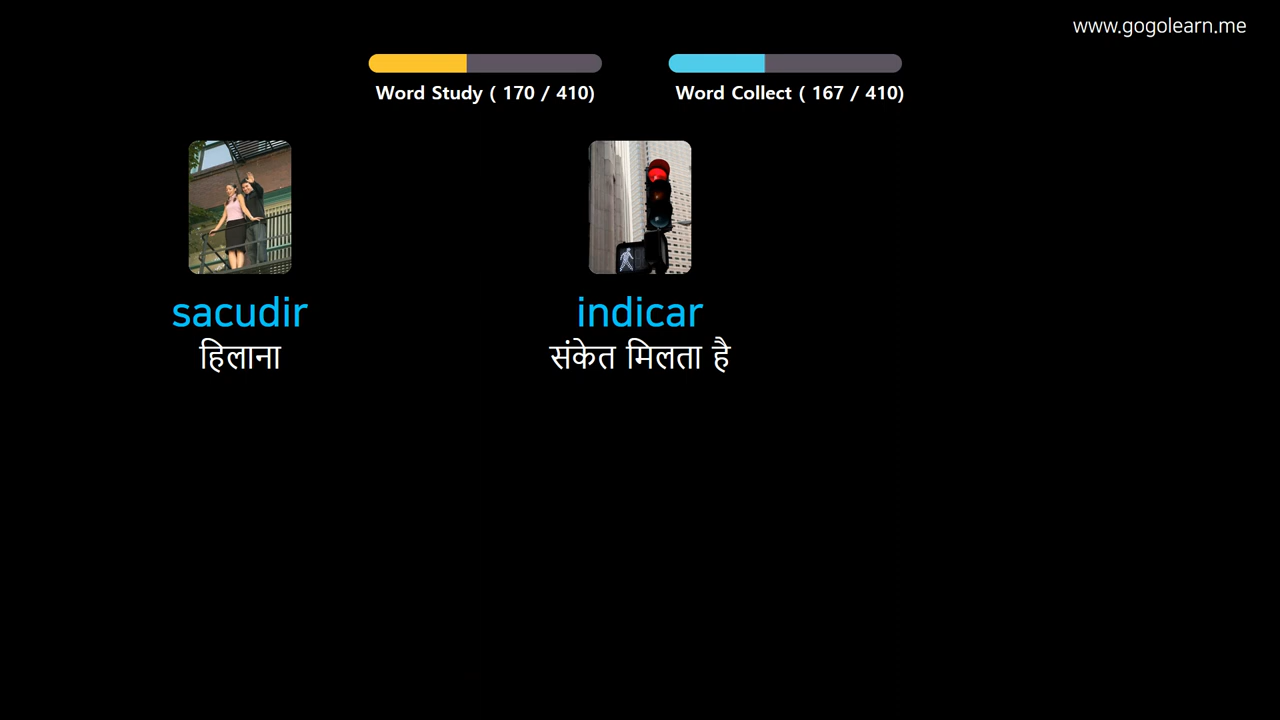 www.gogolearn.me
Word Study ( 170 / 410)
Word Collect ( 167 / 410)
sacudir
हिलाना
indicar
संकेत मिलता है